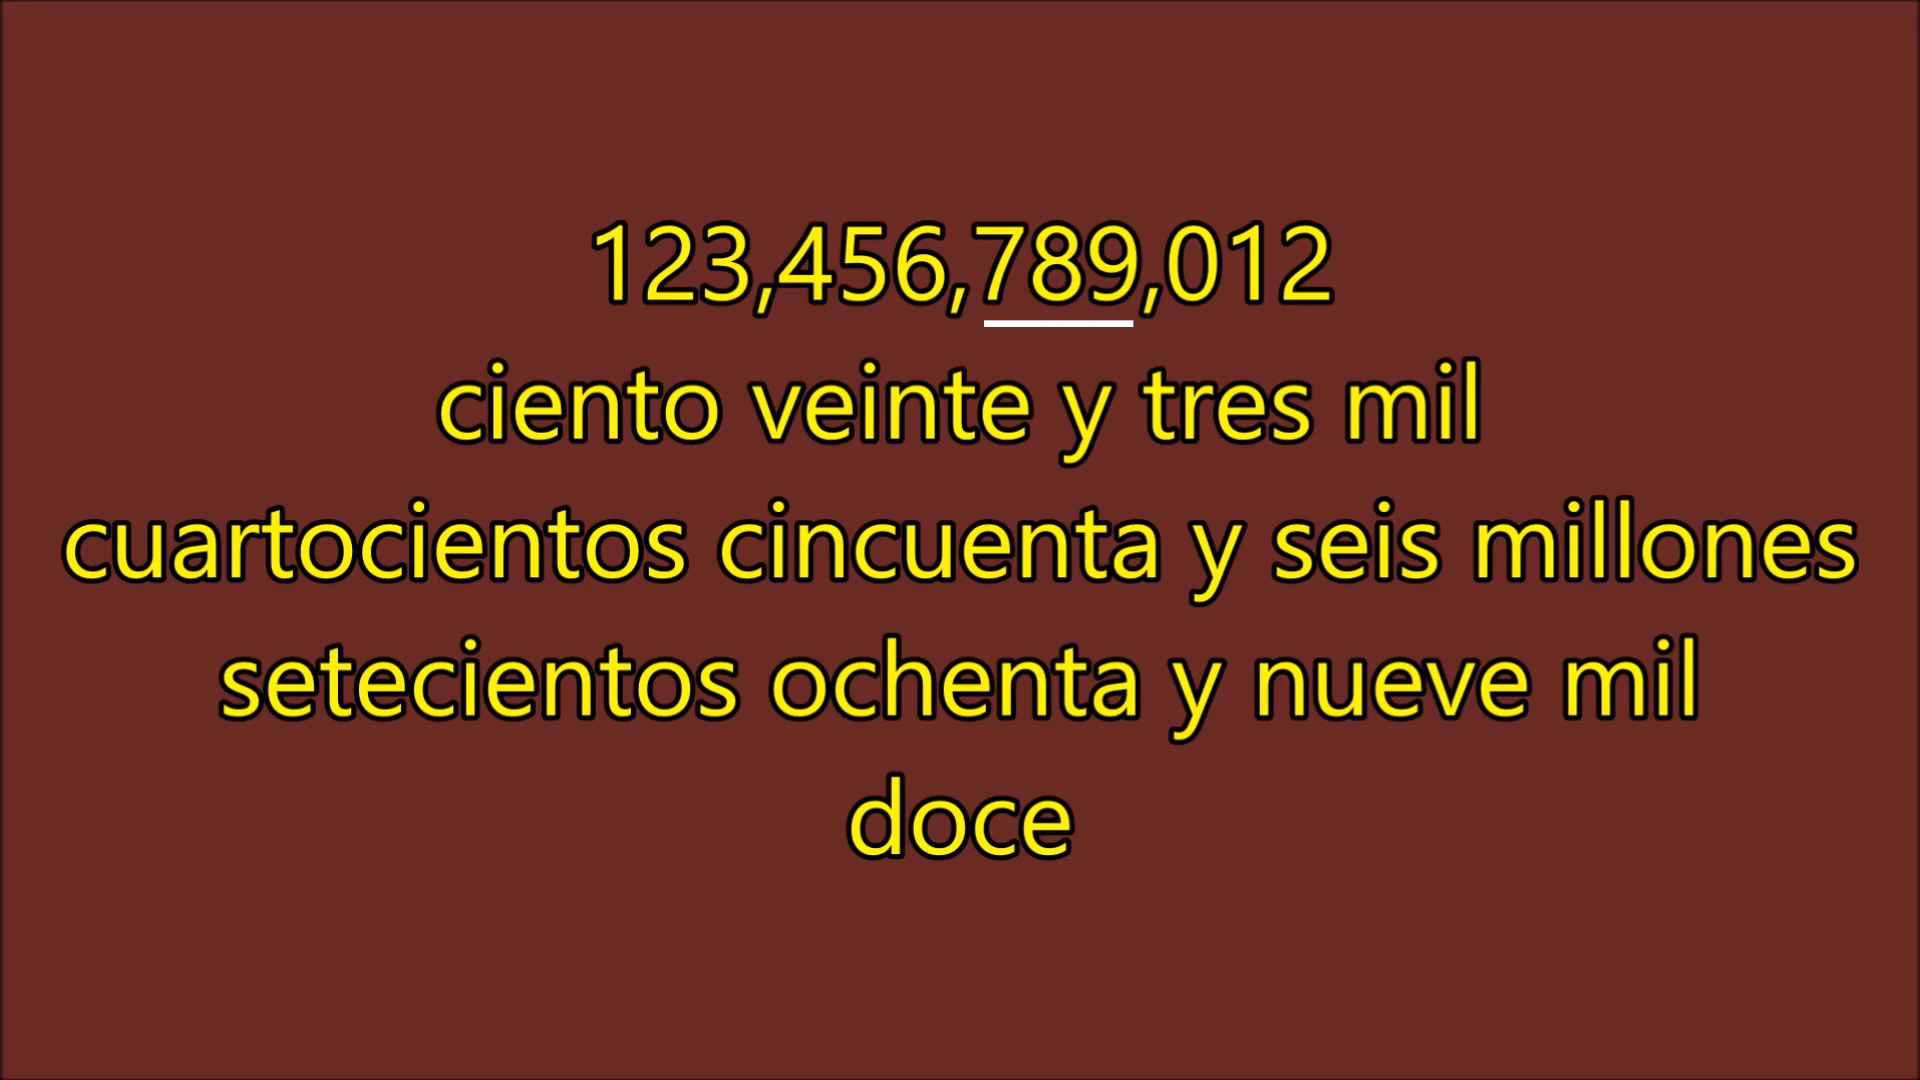 123,456,789,012
ciento veinte y tres mil
cuartocientos cincuenta y seis millones
setecientos ochenta y nueve mil
doce